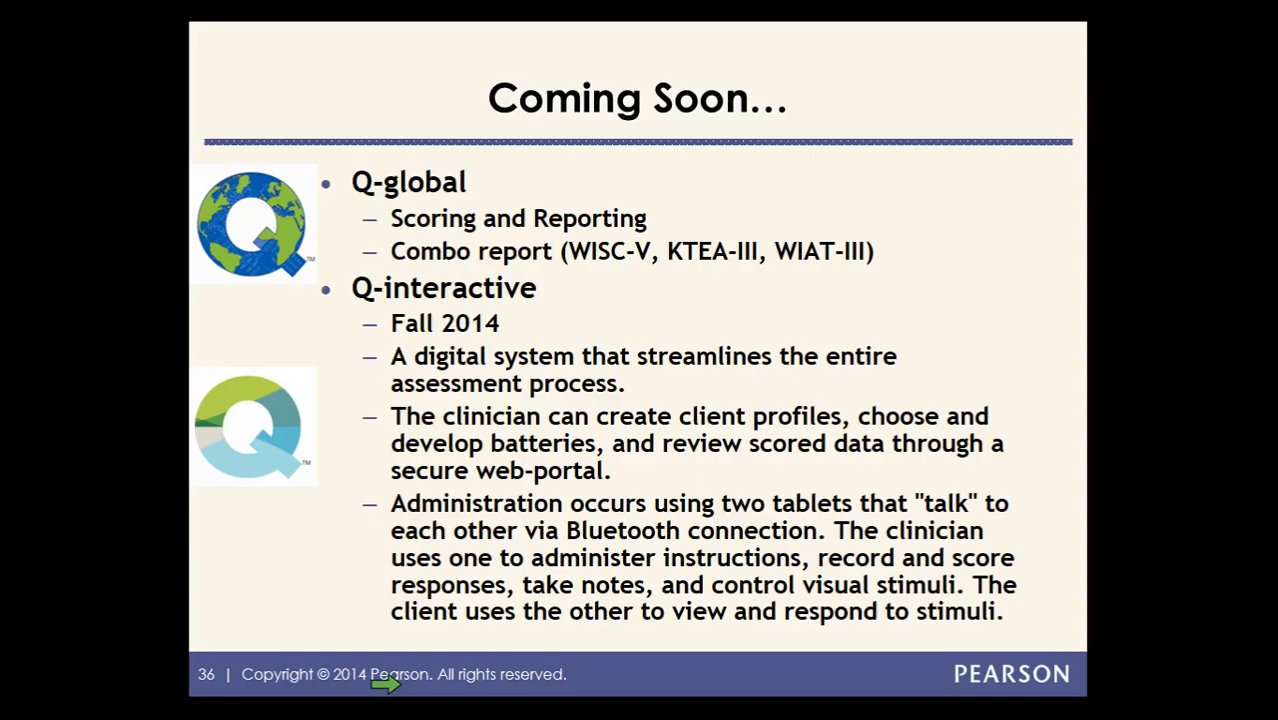 Coming Soon...
• Q-global
– Scoring and Reporting
– Combo report (WISC-V, KTEA-III, WIAT-III)
TM
• Q-interactive
– Fall 2014
– A digital system that streamlines the entire
assessment process.
– The clinician can create client profiles, choose and
develop batteries, and review scored data through a
secure web-portal.
TM
– Administration occurs using two tablets that "talk" to
each other via Bluetooth connection. The clinician
uses one to administer instructions, record and score
responses, take notes, and control visual stimuli. The
client uses the other to view and respond to stimuli.
36 | Copyright © 2014 Pearson. All rights reserved.
PEARSON